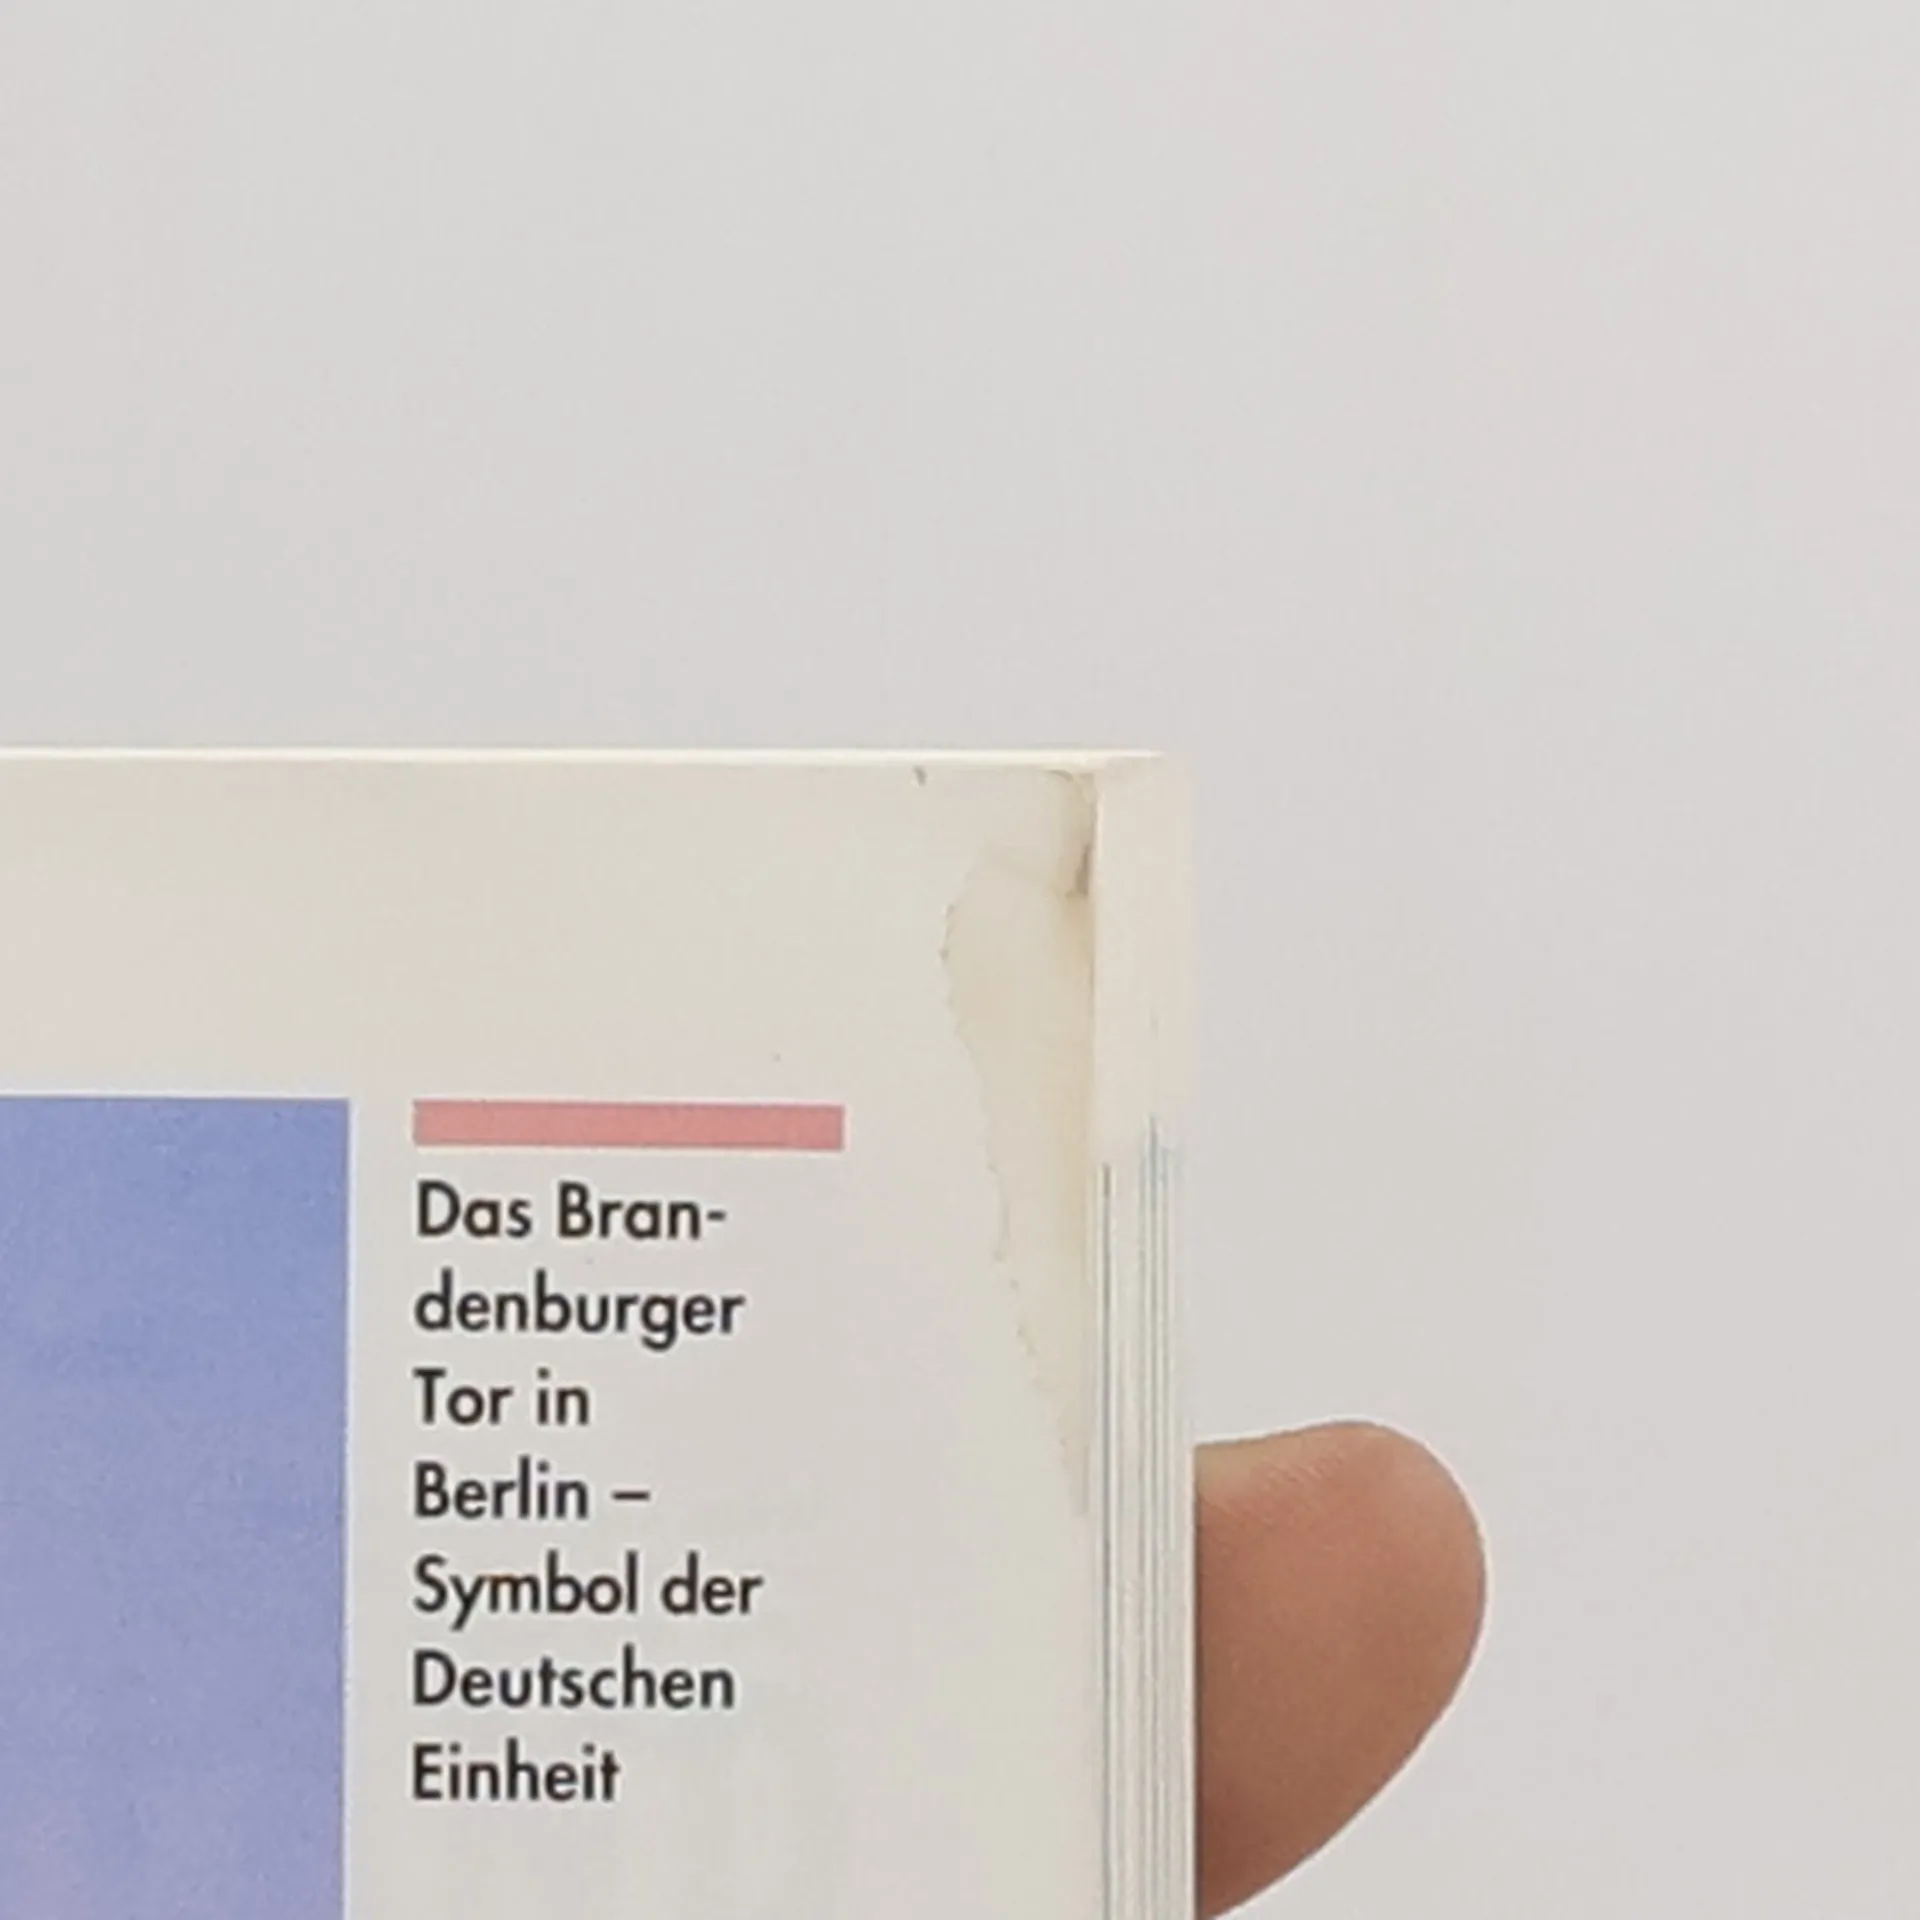 Das Bran-
denburger
Tor in
Berlin –
Symbol der
Deutschen
Einheit